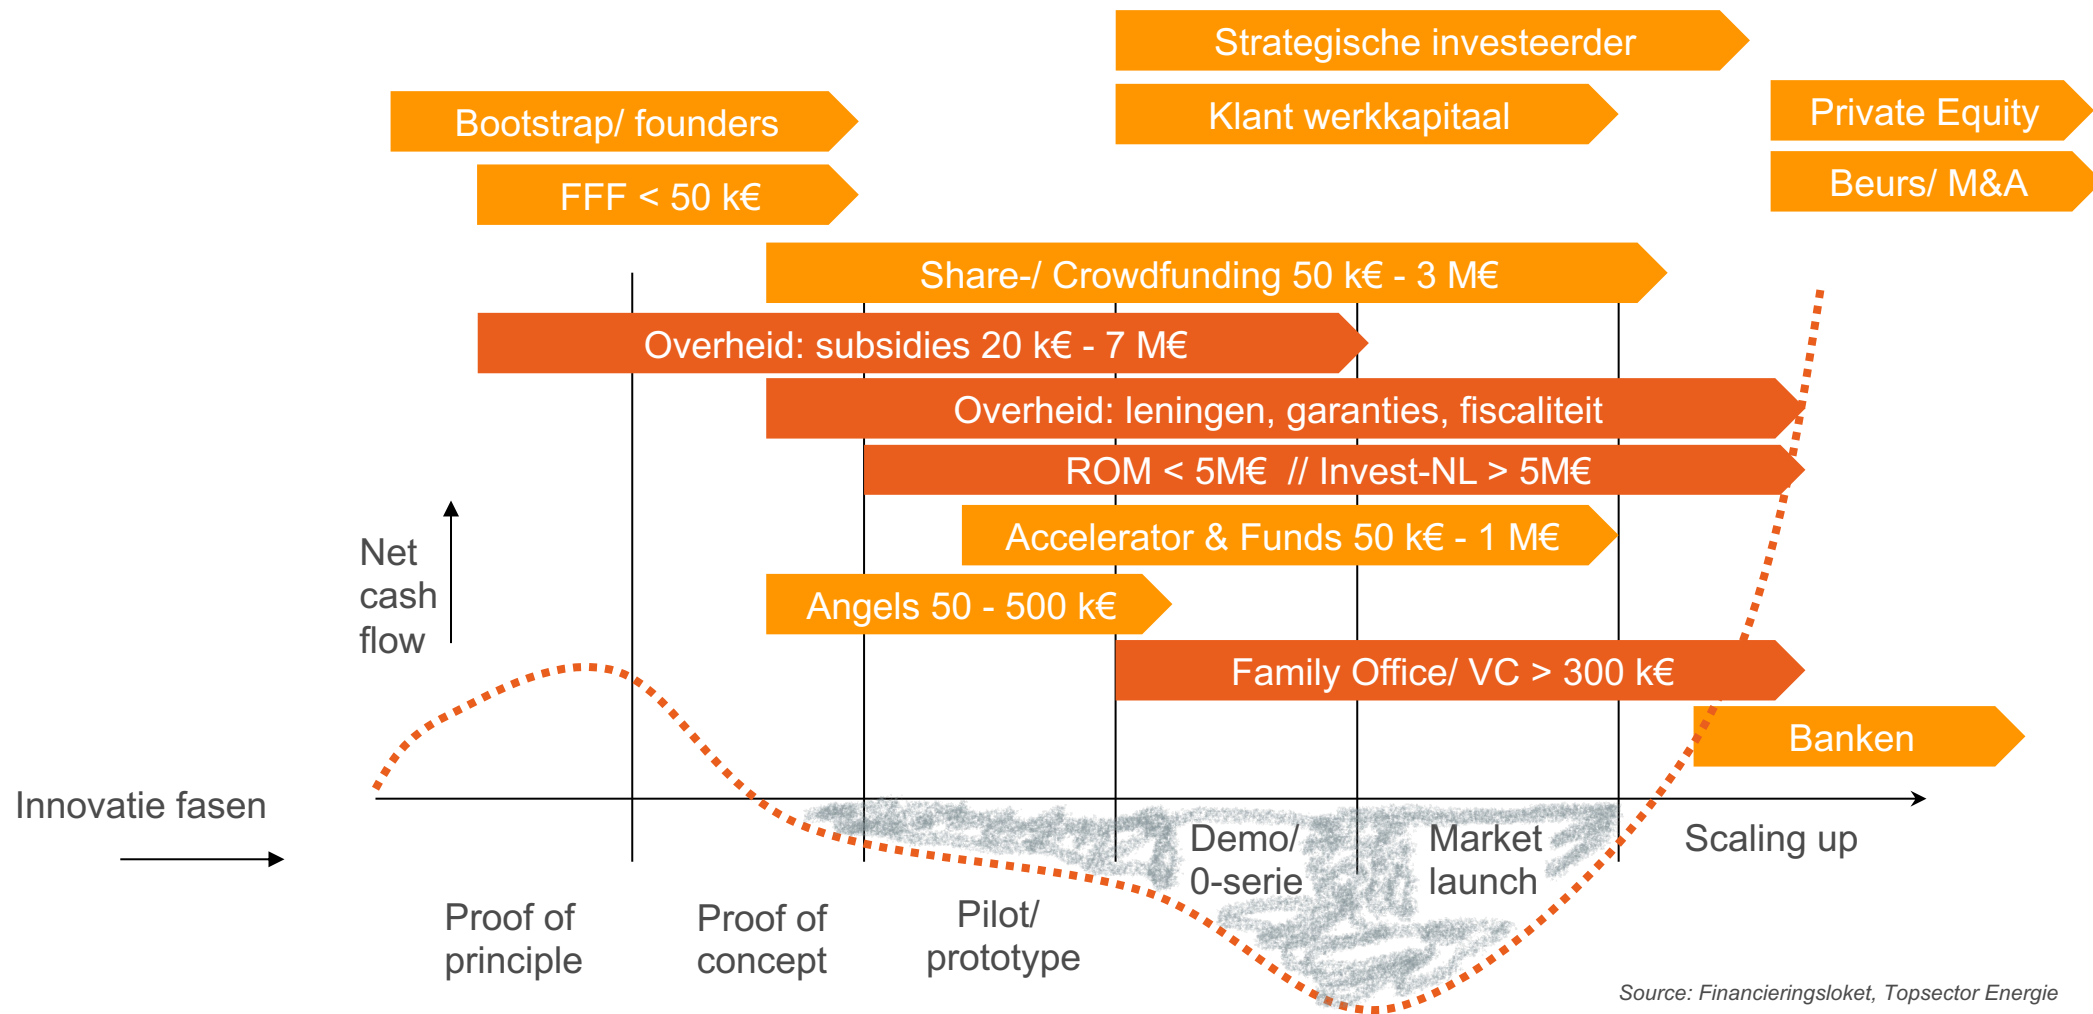 Strategische investeerder
Bootstrap/ founders
Klant werkkapitaal
Private Equity
FFF < 50 k€
Beurs/ M&A
Share-/ Crowdfunding 50 k€ - 3 M€
Overheid: subsidies 20 k€ - 7 M€
Overheid: leningen, garanties, fiscaliteit
ROM < 5M€ // Invest-NL > 5M€
Accelerator & Funds 50 k€ - 1 M€
Net
cash
flow
Angels 50 - 500 k€
Family Office/ VC > 300 k€
Banken
Innovatie fasen
Proof of
principle
Proof of
concept
Pilot/
prototype
Demo/
0-serie
Market
launch
Scaling up
Source: Financieringsloket, Topsector Energie